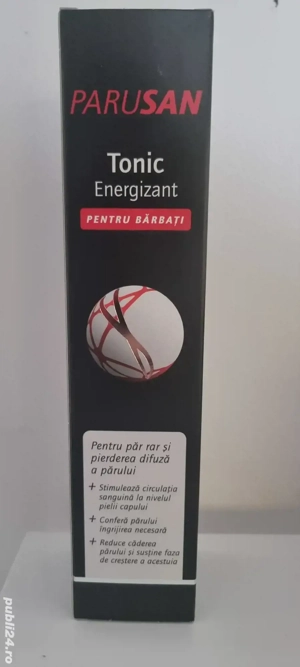 PARUSAN
Tonic
Energizant
PENTRU BĂRBAȚI
Pentru păr rar și
pierderea difuză
a părului
+ Stimulează circulația
sanguină la nivelul
pielii capului
+ Conferă părului
îngrijirea necesară
+ Reduce căderea
părului și susține faza
de creștere a acestuia
publi24.ro